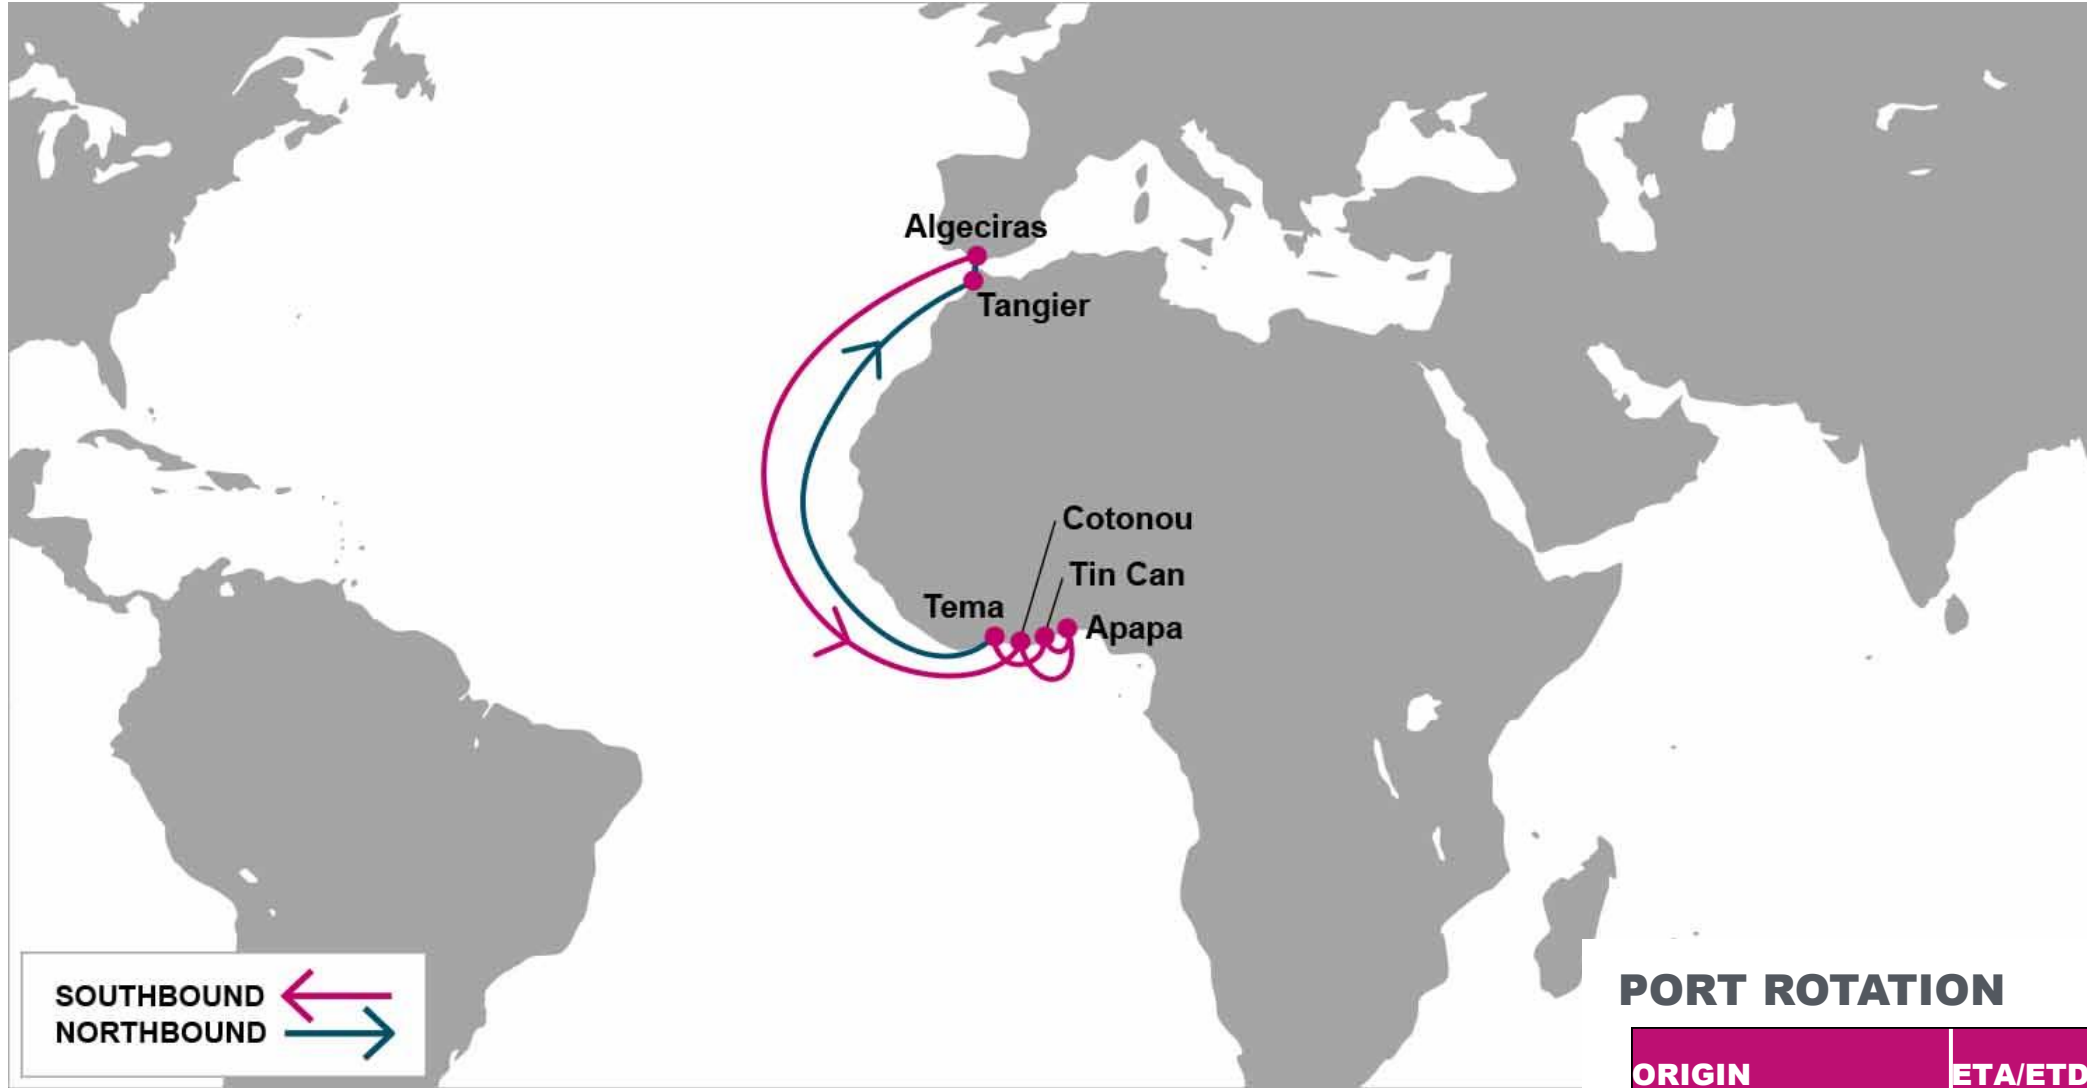 Algeciras
Tangier
Cotonou
Tin Can
Tema
Apapa
SOUTHBOUND
NORTHBOUND
PORT ROTATION
ORIGIN ETA/ETD